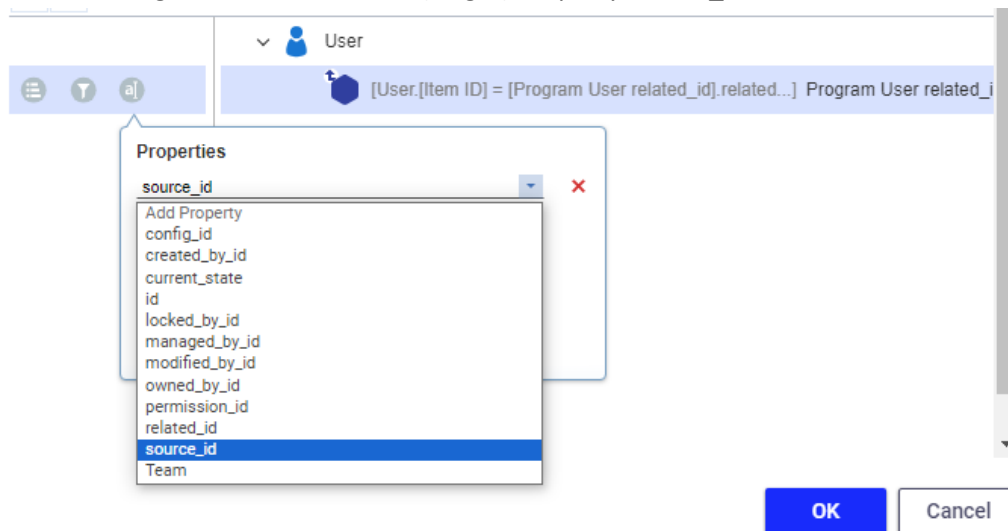 User
[User.[Item ID] = [Program User related_id].related...] Program User related_i
Properties
source_id
Add Property
config_id
created_by_id
current_state
id
locked_by_id
managed_by_id
modified_by_id
owned_by_id
permission_id
related_id
source_id
Team
OK
Cancel